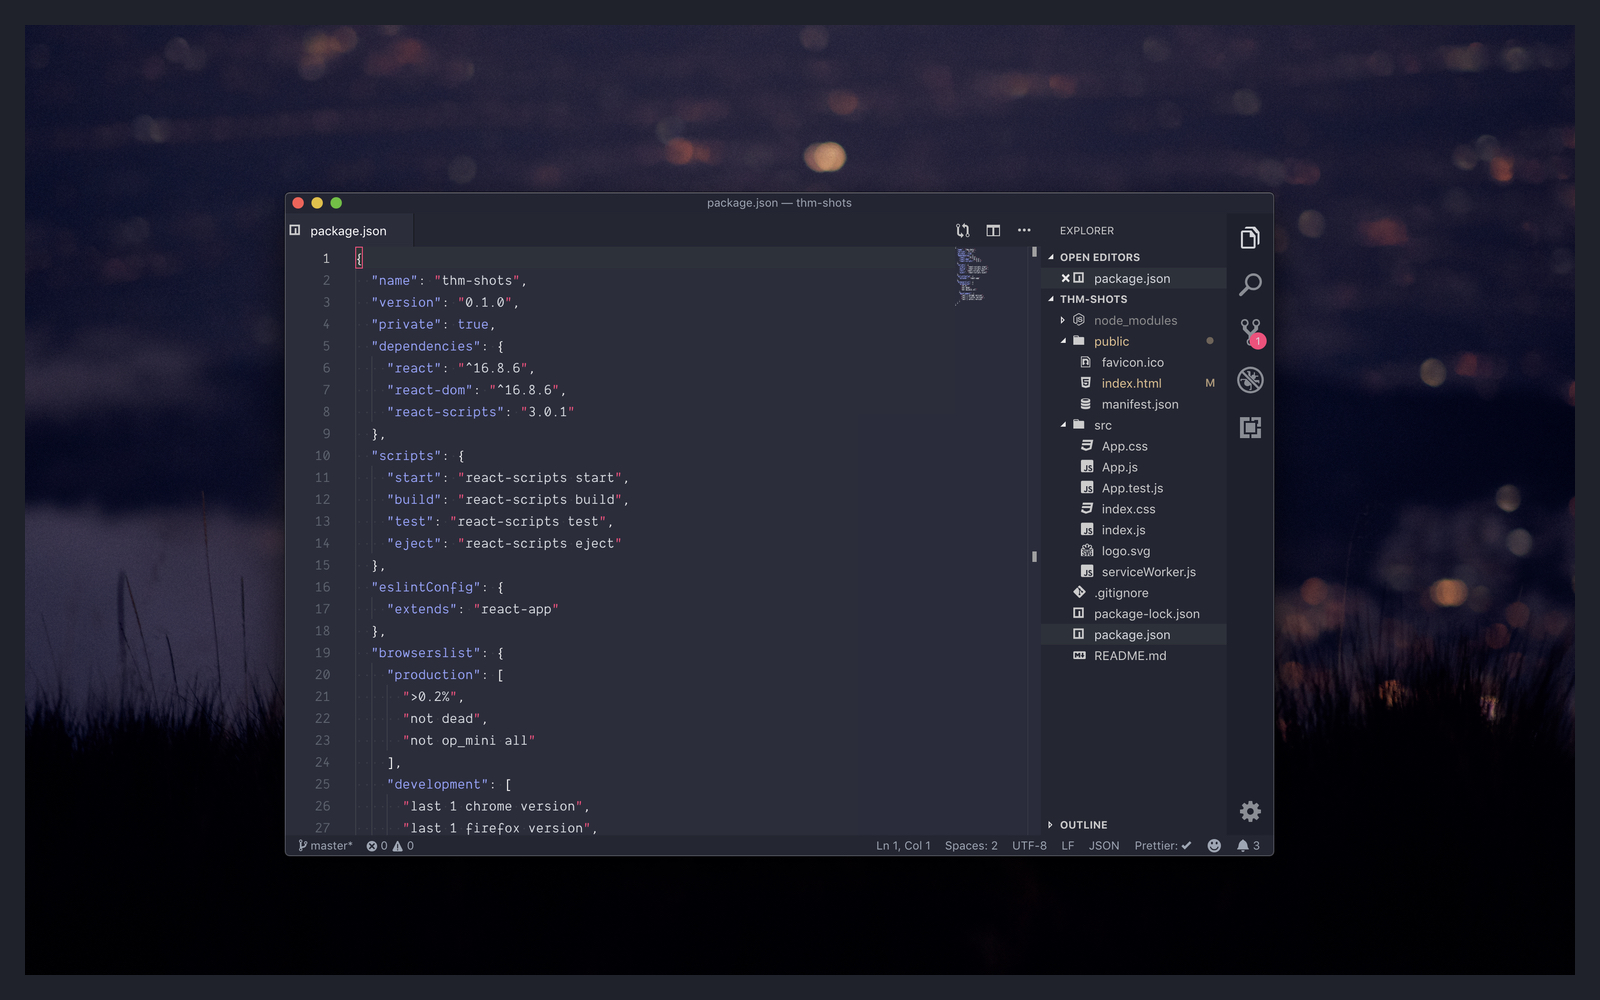 package.json — thm-shots
package.json
1 {
2 "name": "thm-shots",
3 "version": "0.1.0",
4 "private": true,
5 "dependencies": {
6 "react": "^16.8.6",
7 "react-dom": "^16.8.6",
8 "react-scripts": "3.0.1"
9 },
10 "scripts": {
11 "start": "react-scripts start",
12 "build": "react-scripts build",
13 "test": "react-scripts test",
14 "eject": "react-scripts eject"
15 },
16 "eslintConfig": {
17 "extends": "react-app"
18 },
19 "browserslist": {
20 "production": [
21 ">0.2%",
22 "not dead",
23 "not op_mini all"
24 ],
25 "development": [
26 "last 1 chrome version",
27 "last 1 firefox version",
EXPLORER
OPEN EDITORS
package.json
THM-SHOTS
node_modules
public
favicon.ico
index.html M
manifest.json
src
App.css
JS App.js
JS App.test.js
index.css
JS index.js
logo.svg
JS serviceWorker.js
.gitignore
package-lock.json
package.json
README.md
OUTLINE
1
master* 0 0 Ln 1, Col 1 Spaces: 2 UTF-8 LF JSON Prettier: ✔ 3